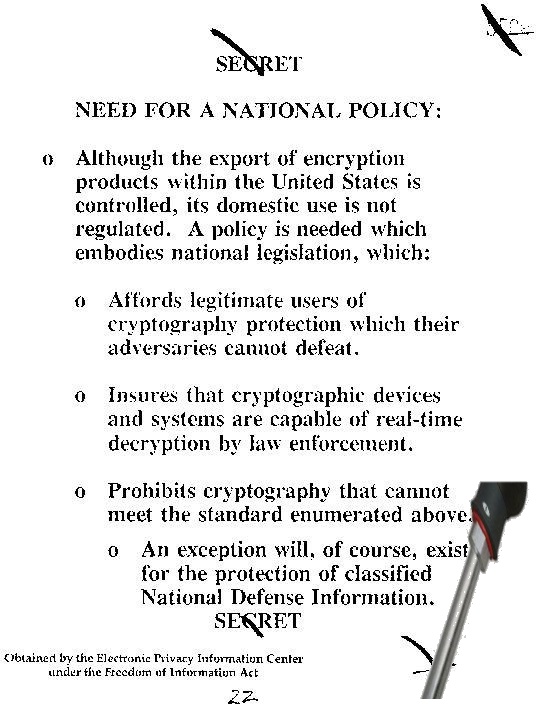 SECRET
NEED FOR A NATIONAL POLICY:
o Although the export of encryption
products within the United States is
controlled, its domestic use is not
regulated. A policy is needed which
embodies national legislation, which:
o Affords legitimate users of
cryptography protection which their
adversaries cannot defeat.
o Insures that cryptographic devices
and systems are capable of real-time
decryption by law enforcement.
o Prohibits cryptography that cannot
meet the standard enumerated above.
o An exception will, of course, exist
for the protection of classified
National Defense Information.
SECRET
Obtained by the Electronic Privacy Information Center
under the Freedom of Information Act
22